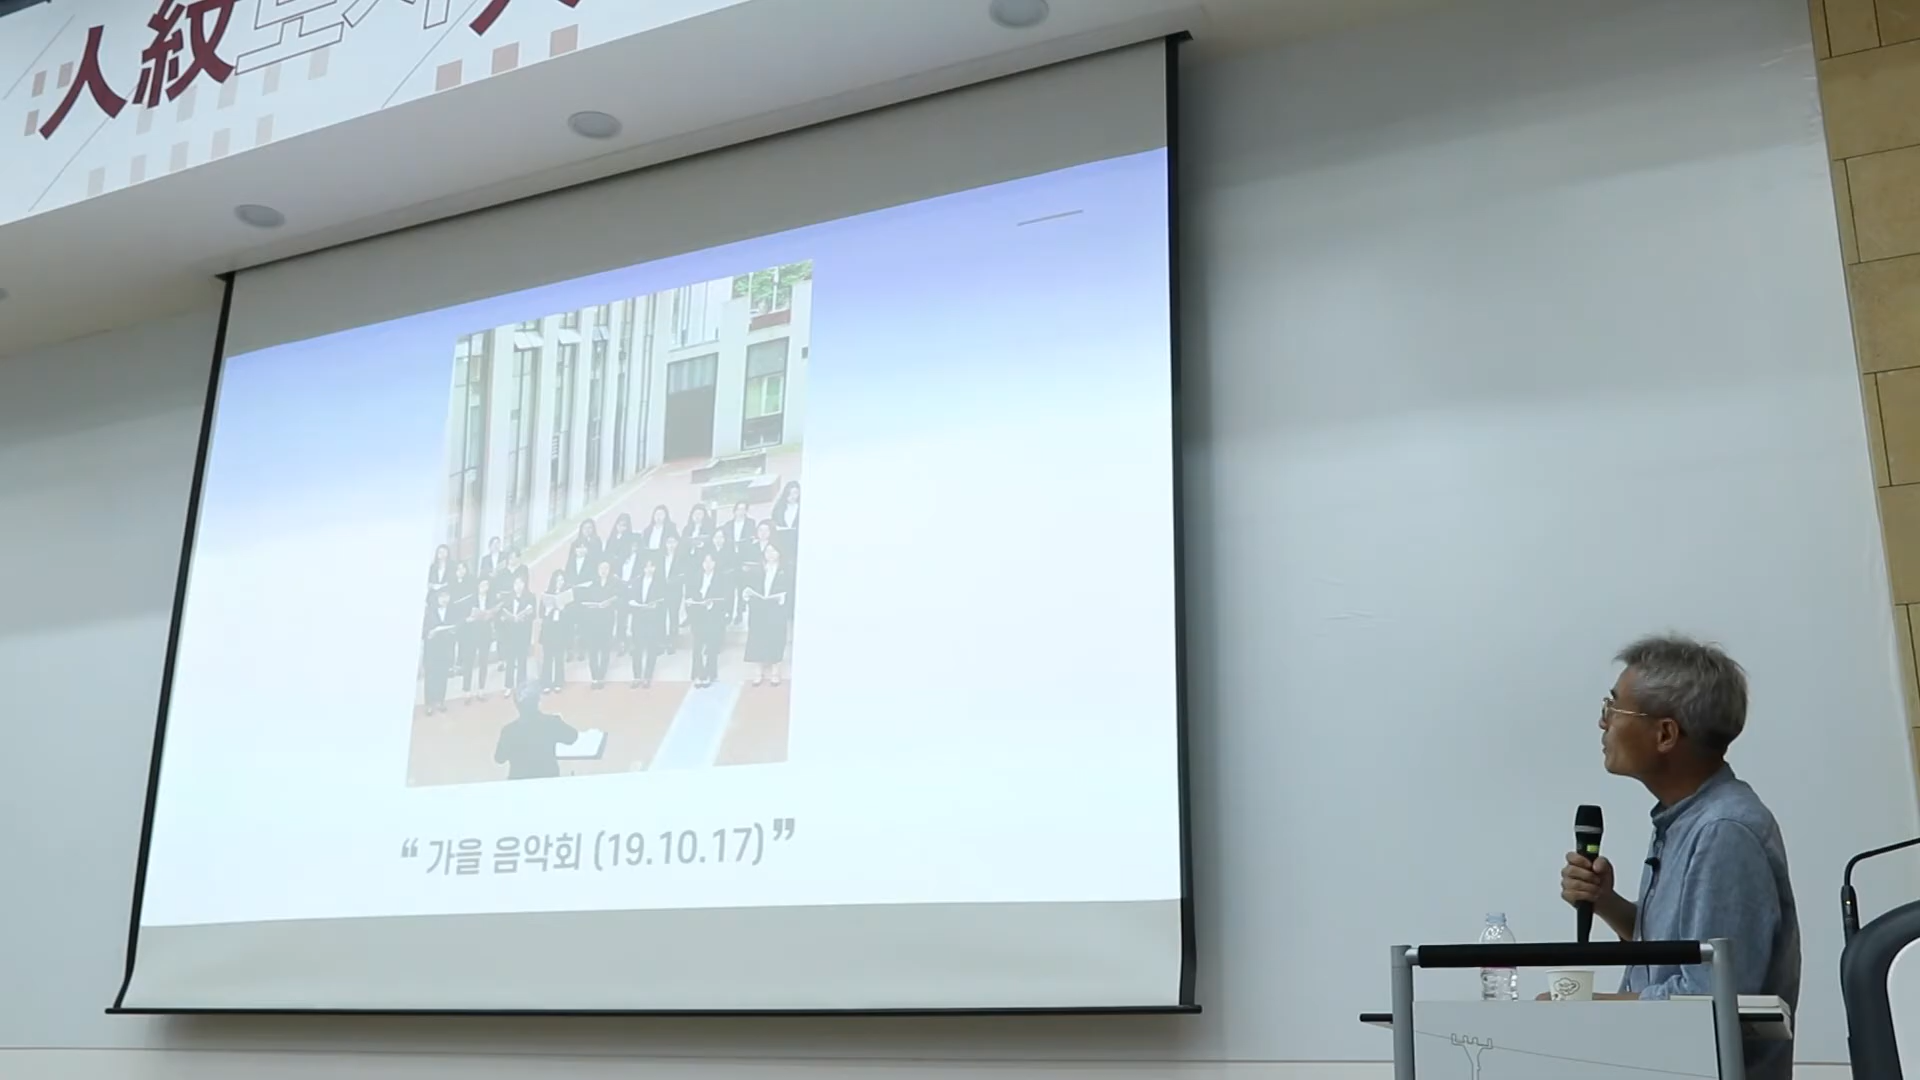 人紋
“ 가을 음악회 (19.10.17) ”